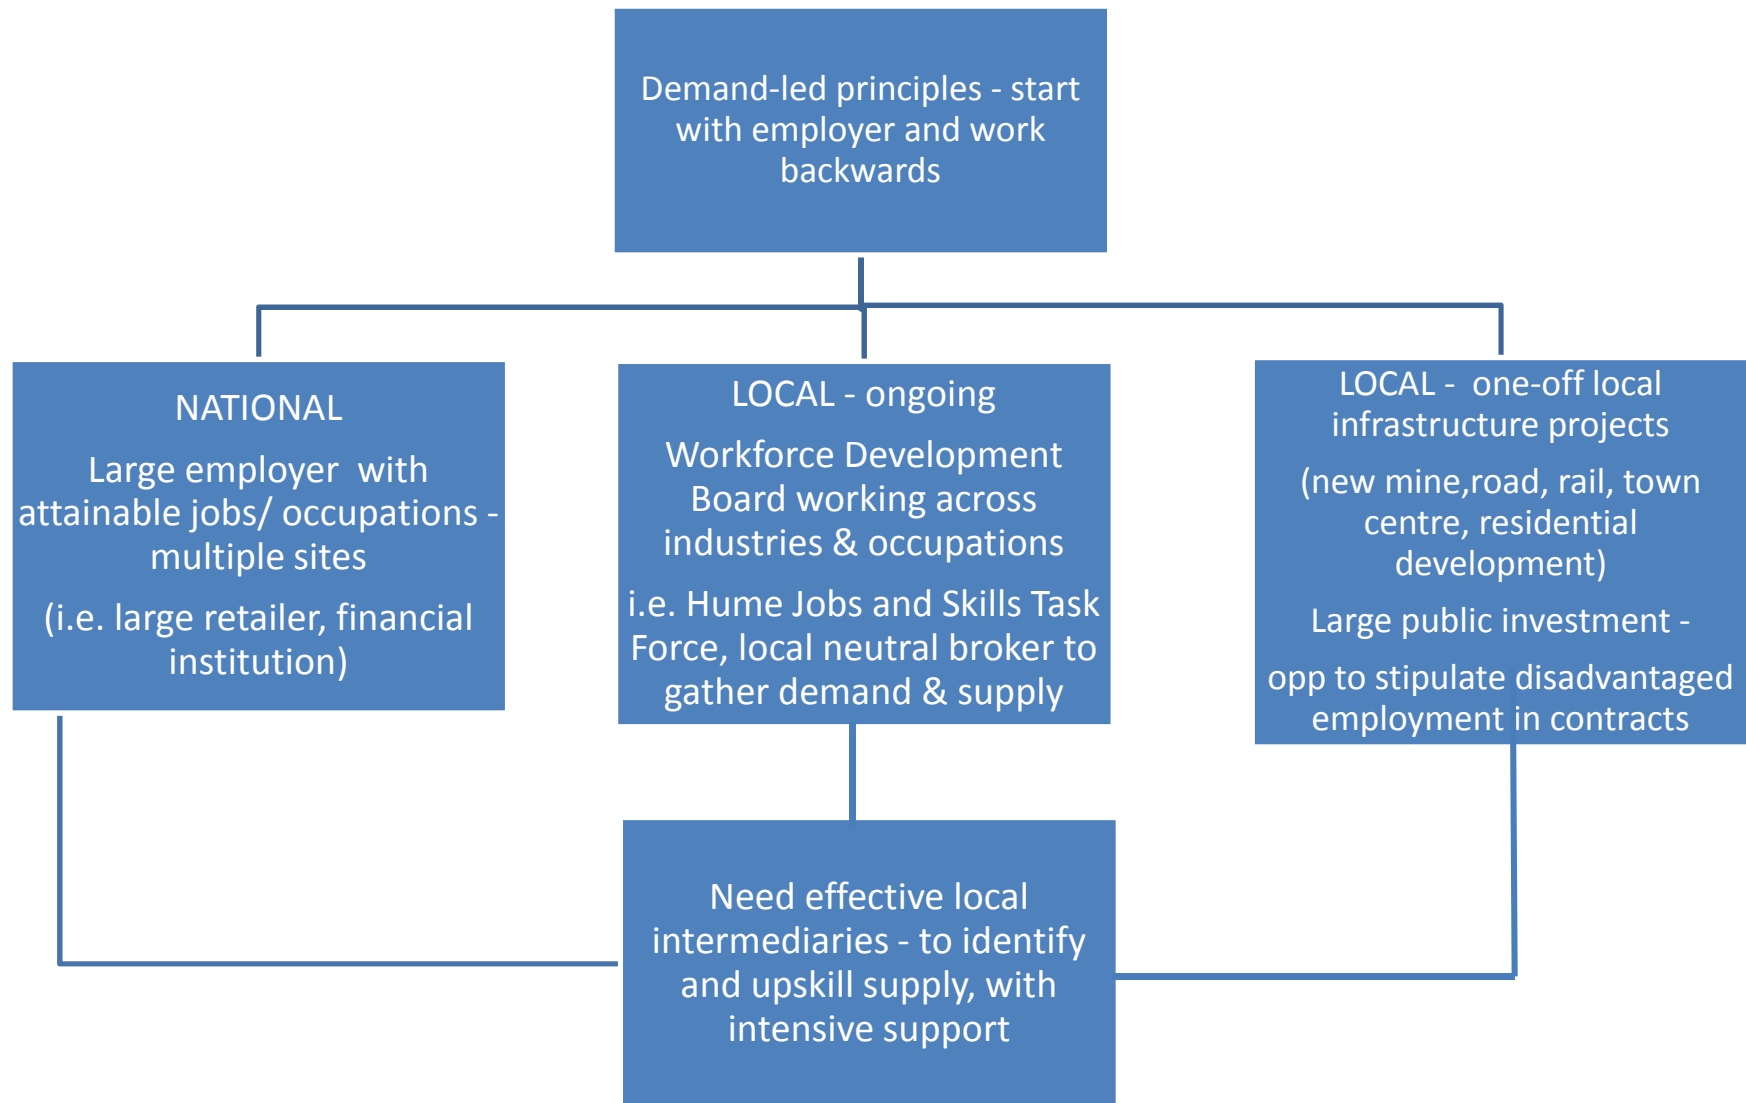 Demand-led principles - start
with employer and work
backwards
NATIONAL
Large employer  with
attainable jobs/ occupations -
multiple sites
(i.e. large retailer, financial
institution)
LOCAL - ongoing
Workforce Development
Board working across
industries & occupations
i.e. Hume Jobs and Skills Task
Force, local neutral broker to
gather demand & supply
LOCAL -  one-off local
infrastructure projects
(new mine,road, rail, town
centre, residential
development)
Large public investment -
opp to stipulate disadvantaged
employment in contracts
Need effective local
intermediaries - to identify
and upskill supply, with
intensive support